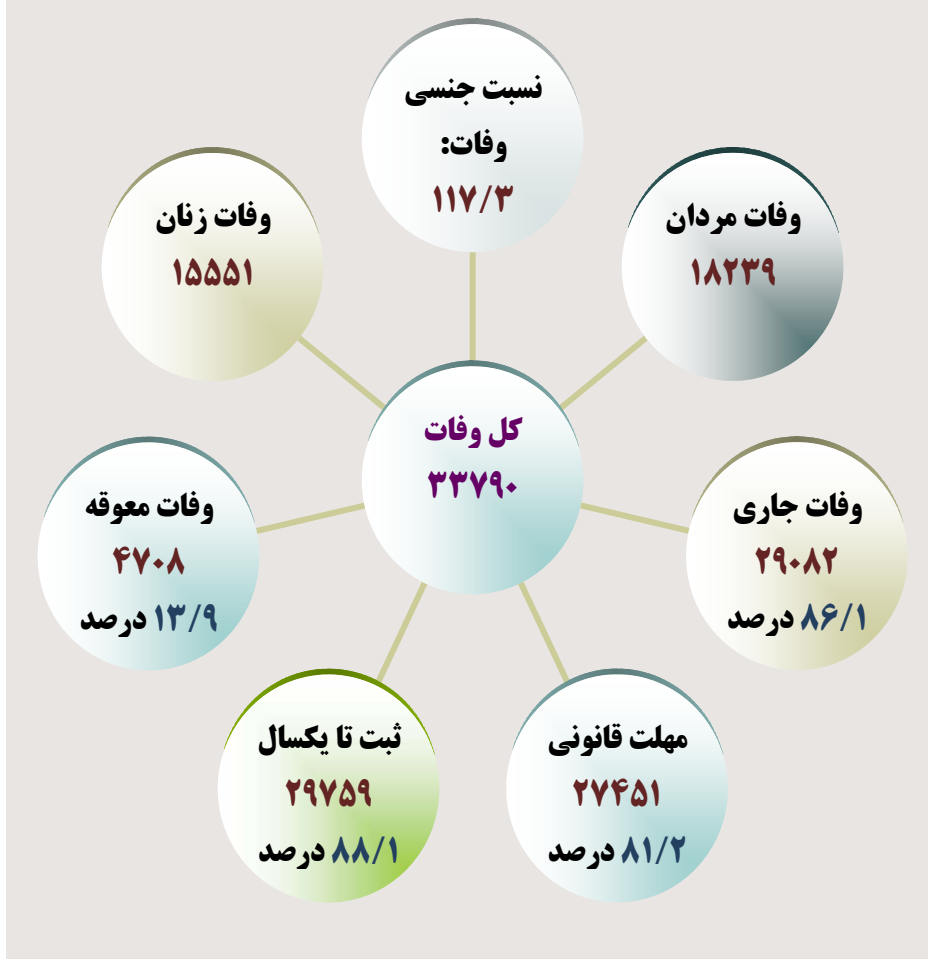 نسبت جنسی
وفات:
۱۱۷/۳
وفات مردان
۱۸۲۳۹
وفات زنان
۱۵۵۵۱
کل وفات
۳۳۷۹۰
وفات جاری
۲۹۰۸۲
۸۶/۱ درصد
وفات معوقه
۴۷۰۸
۱۳/۹ درصد
مهلت قانونی
۲۷۴۵۱
۸۱/۲ درصد
ثبت تا یکسال
۲۹۷۵۹
۸۸/۱ درصد